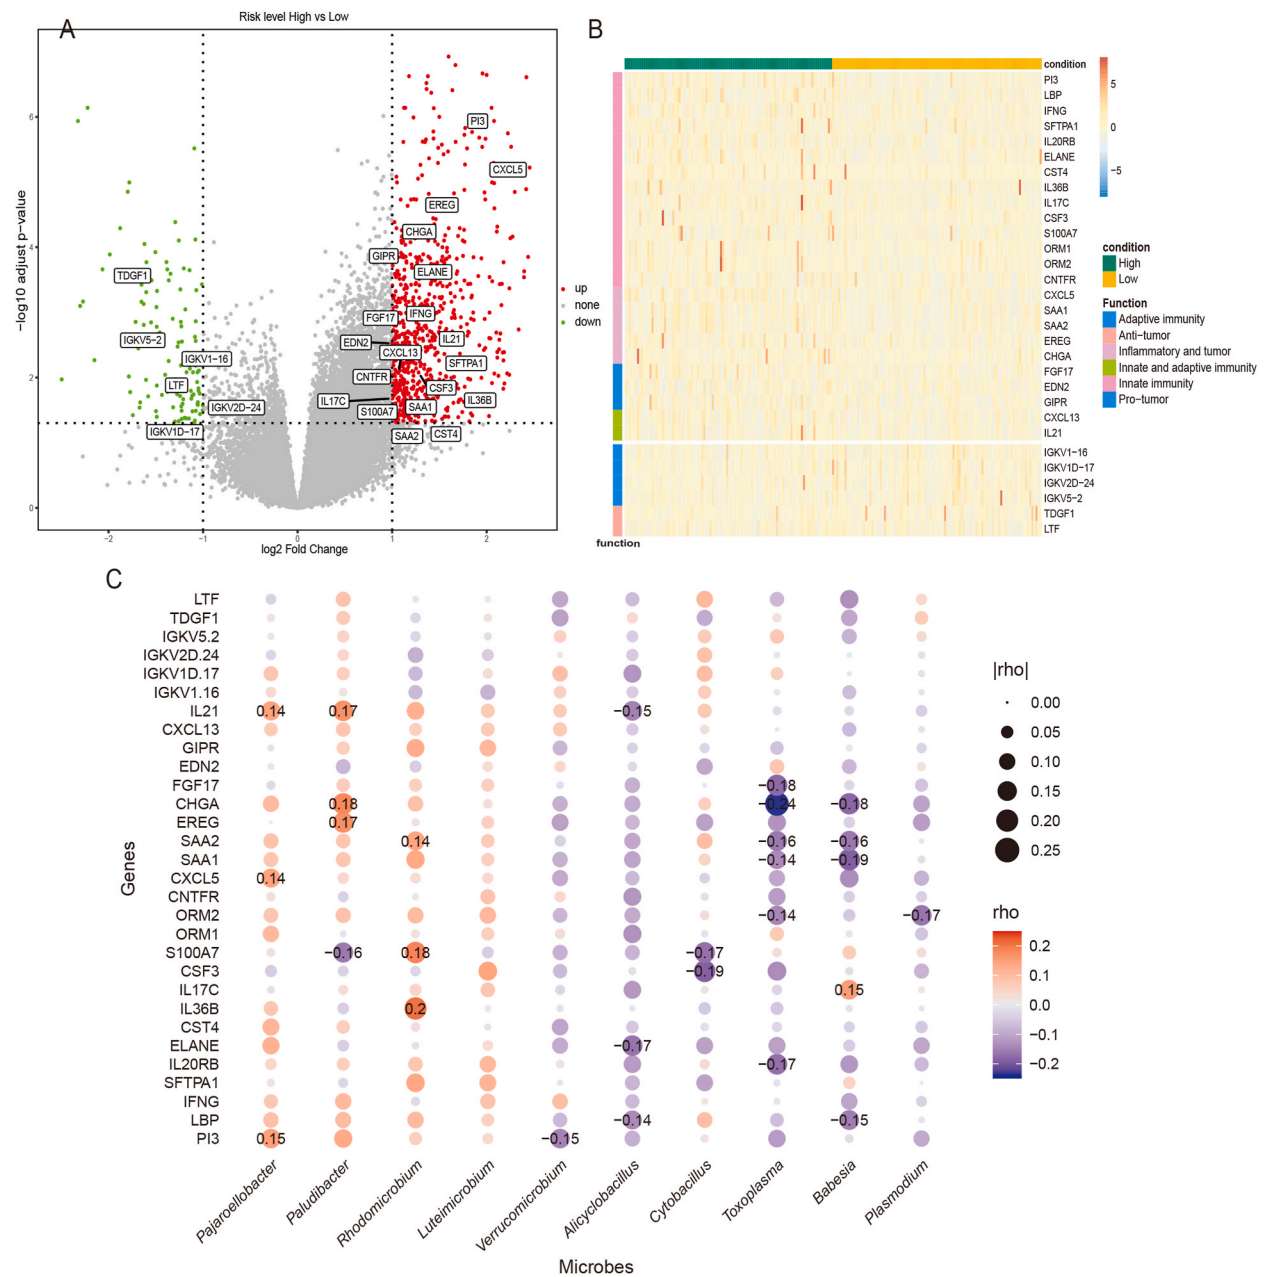 A
Risk level High vs Low
−log10 adjust p−value
6
4
2
0
−2
−1
0
1
2
log2 Fold Change
PI3
CXCL5
EREG
CHGA
GIPR
ELANE
TDGF1
IFNG
FGF17
IGKV5−2
EDN2
IL21
CXCL13
IGKV1−16
SFTPA1
CNTFR
LTF
CSF3
IL17C
IL36B
IGKV2D−24
S100A7
SAA1
IGKV1D−17
SAA2
CST4
up
none
down
B
condition
PI3
LBP
IFNG
SFTPA1
IL20RB
ELANE
CST4
IL36B
IL17C
CSF3
S100A7
ORM1
ORM2
CNTFR
CXCL5
SAA1
SAA2
EREG
CHGA
FGF17
EDN2
GIPR
CXCL13
IL21
IGKV1−16
IGKV1D−17
IGKV2D−24
IGKV5−2
TDGF1
LTF
function
5
0
−5
condition
High
Low
Function
Adaptive immunity
Anti−tumor
Inflammatory and tumor
Innate and adaptive immunity
Innate immunity
Pro−tumor
C
Genes
LTF
TDGF1
IGKV5.2
IGKV2D.24
IGKV1D.17
IGKV1.16
IL21 0.14 0.17 −0.15
CXCL13
GIPR
EDN2
FGF17 −0.18
CHGA 0.18 −0.24 −0.18
EREG 0.17
SAA2 0.14 −0.16 −0.16
SAA1 −0.14 −0.19
CXCL5 0.14
CNTFR
ORM2 −0.14 −0.17
ORM1
S100A7 −0.16 0.18 −0.17
CSF3 −0.19
IL17C 0.15
IL36B 0.2
CST4
ELANE −0.17
IL20RB −0.17
SFTPA1
IFNG
LBP −0.14 −0.15
PI3 0.15 −0.15
Pajaroellobacter
Paludibacter
Rhodomicrobium
Luteimicrobium
Verrucomicrobium
Alicyclobacillus
Cytobacillus
Toxoplasma
Babesia
Plasmodium
Microbes
|rho|
0.00
0.05
0.10
0.15
0.20
0.25
rho
0.2
0.1
0.0
−0.1
−0.2